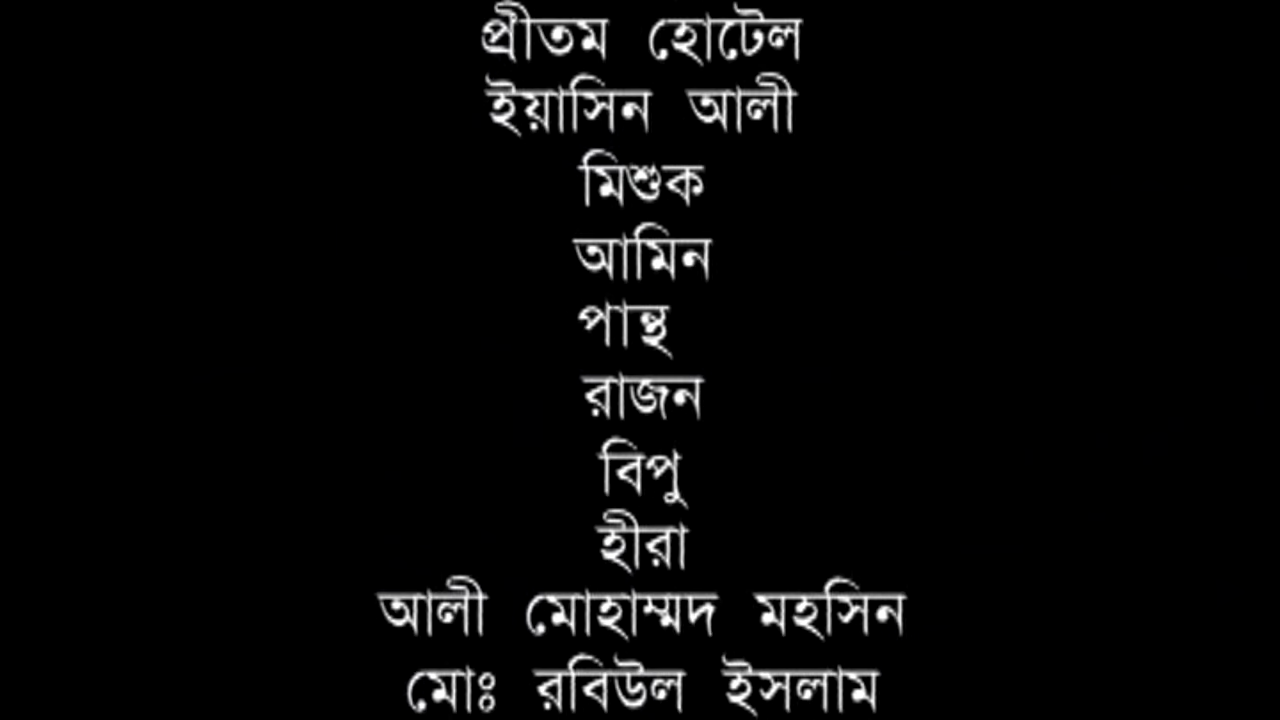 প্রীতম হোটেল
ইয়াসিন আলী
মিশুক
আমিন
পান্থ
রাজন
বিপু
হীরা
আলী মোহাম্মদ মহসিন
মোঃ রবিউল ইসলাম